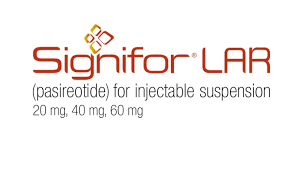 Signifor® LAR
(pasireotide) for injectable suspension
20 mg, 40 mg, 60 mg